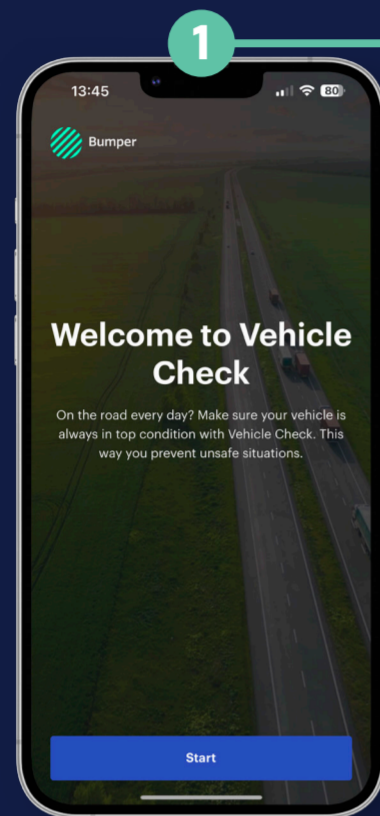 1
13:45
80
Bumper
Welcome to Vehicle
Check
On the road every day? Make sure your vehicle is
always in top condition with Vehicle Check. This
way you prevent unsafe situations.
Start